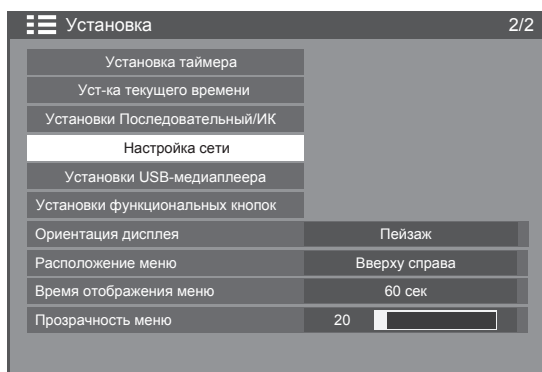 Установка 2/2
Установка таймера
Уст-ка текущего времени
Установки Последовательный/ИК
Настройка сети
Установки USB-медиаплеера
Установки функциональных кнопок
Ориентация дисплея Пейзаж
Расположение меню Вверху справа
Время отображения меню 60 сек
Прозрачность меню 20